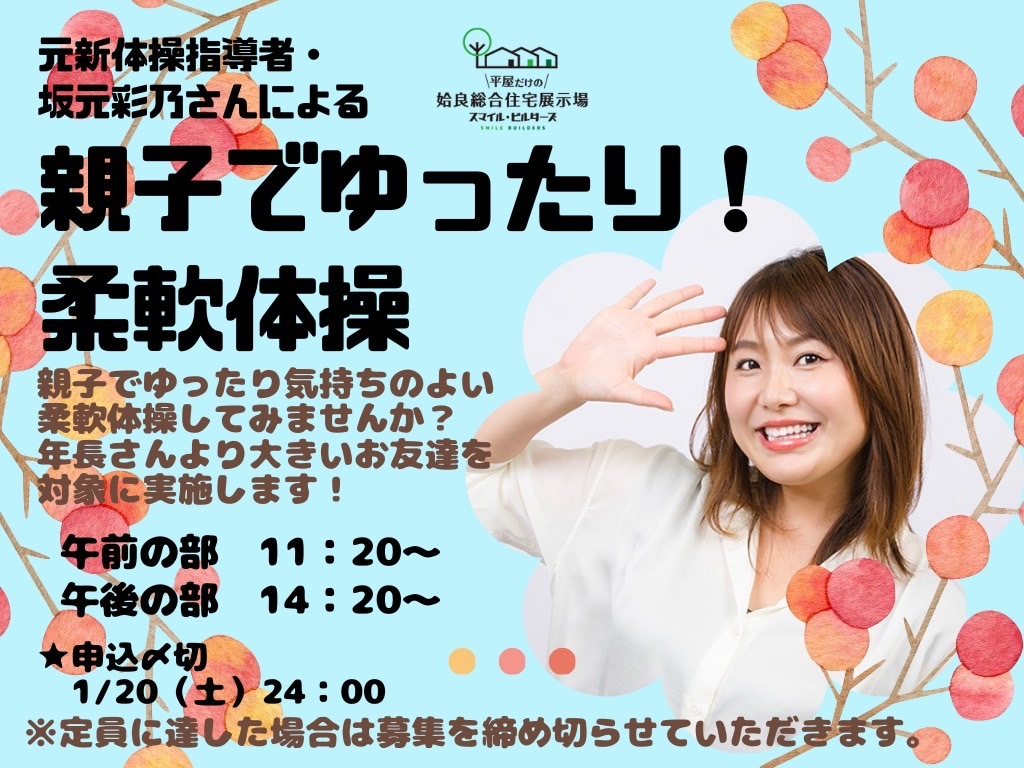 元新体操指導者・
坂元彩乃さんによる
平屋だけの
姶良総合住宅展示場
スマイル・ビルダーズ
SMILE BUILDERS
親子でゆったり！
柔軟体操
親子でゆったり気持ちのよい
柔軟体操してみませんか？
年長さんより大きいお友達を
対象に実施します！
午前の部　11：20～
午後の部　14：20～
★申込〆切
1/20（土）24：00
※定員に達した場合は募集を締め切らせていただきます。